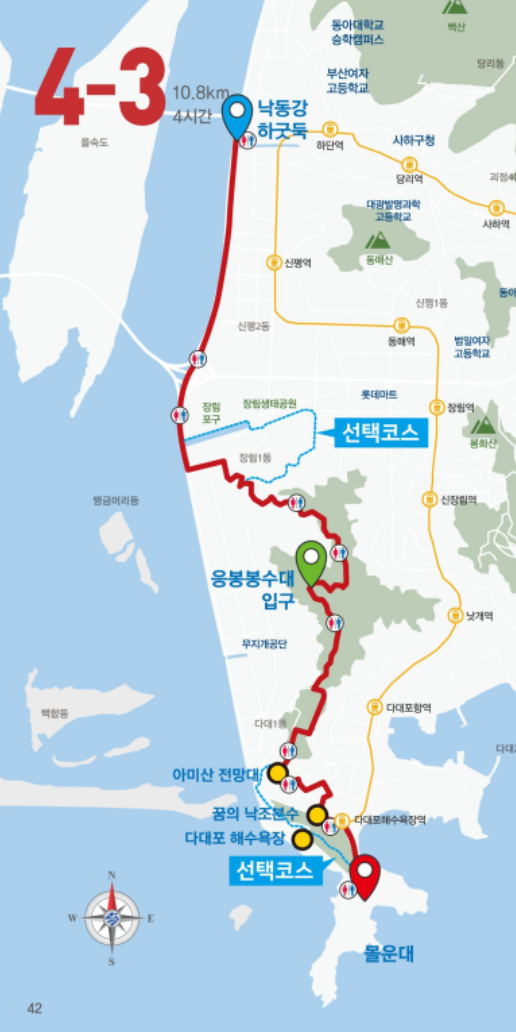 동아대학교
승학캠퍼스
백산
당리동
4-3
부산여자
고등학교
10.8km
4시간
낙동강
하굿둑
을숙도
하단역
사하구청
당리역
대광발명과학
고등학교
사하역
동매산
신평역
신평1동
신평2동
동매역
범일여자
고등학교
롯데마트
장림
포구
장림생태공원
장림역
선택코스
봉화산
장림1동
맹금머리등
신장림역
응봉봉수대
입구
낫개역
무지개공단
다대포항역
백합등
다대1동
아미산 전망대
꿈의 낙조분수
다대포해수욕장역
다대포 해수욕장
선택코스
N
W
E
S
몰운대
42